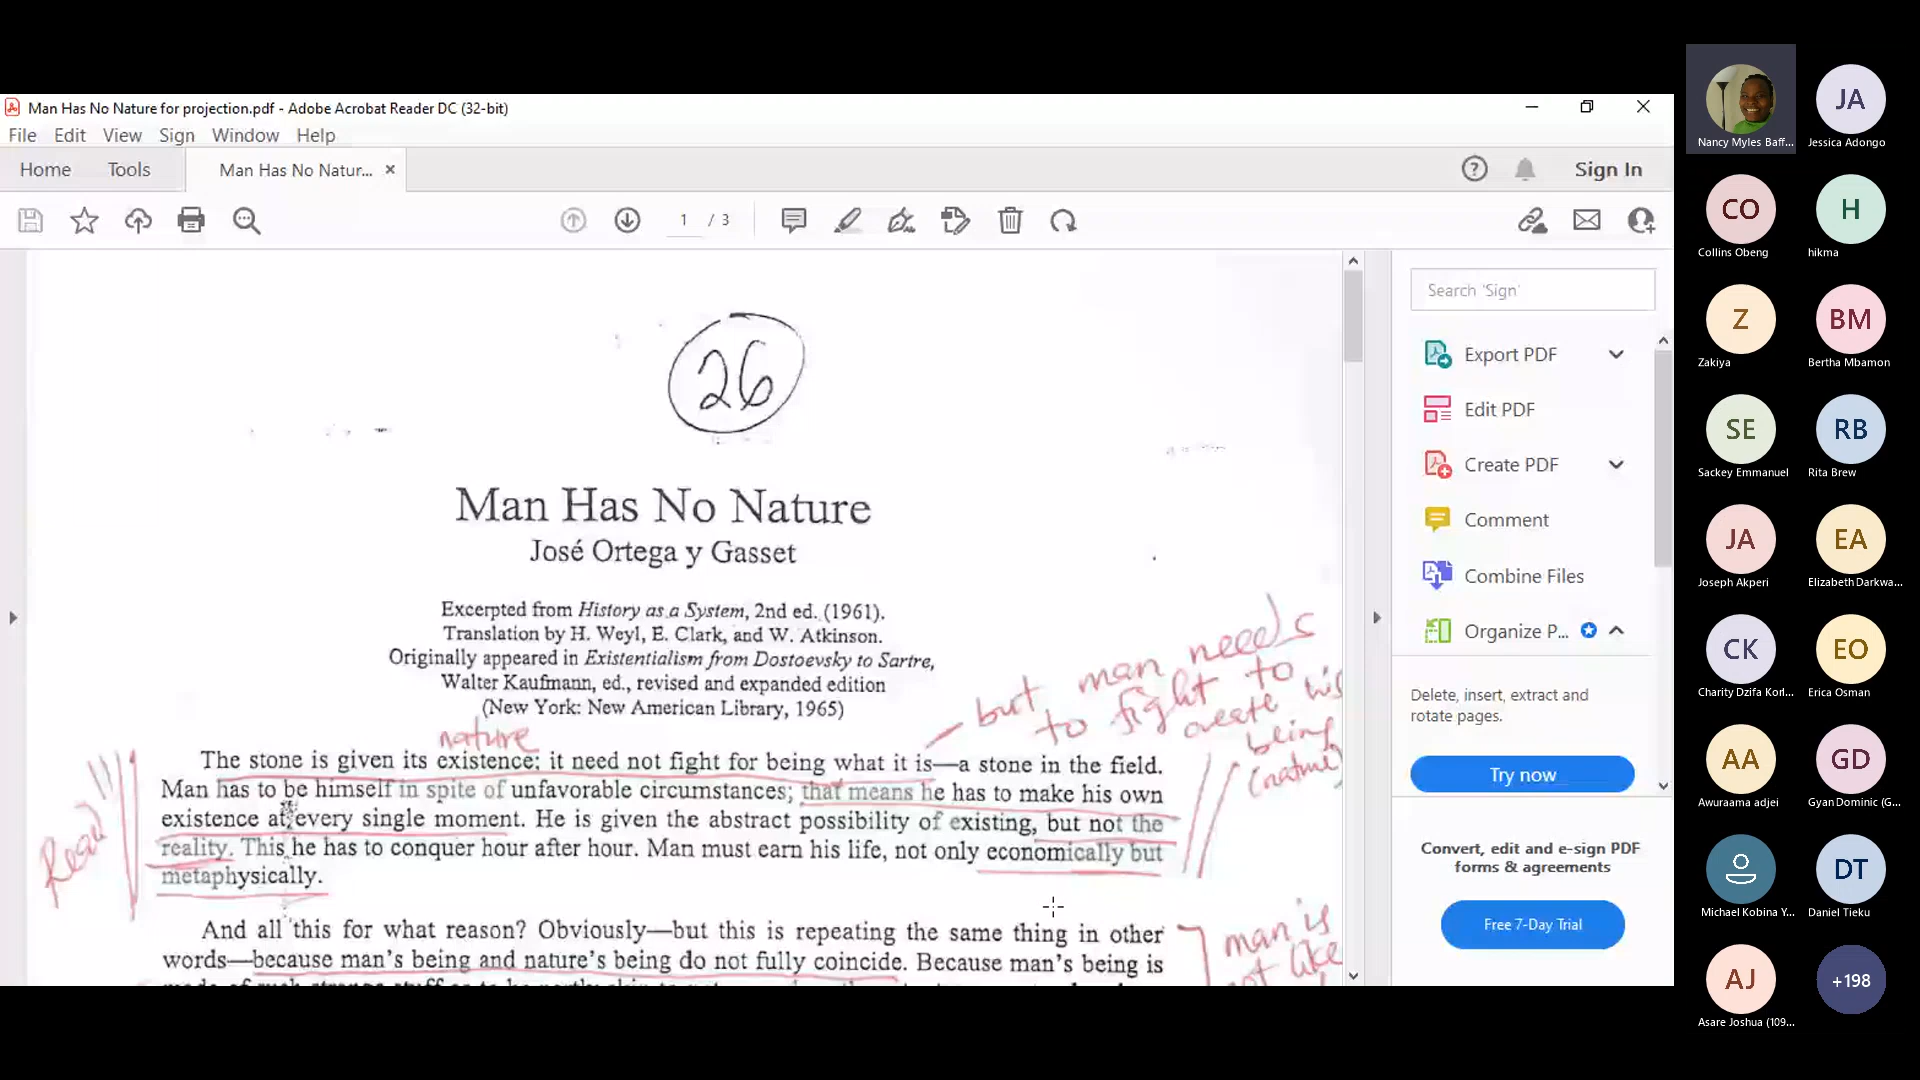 Man Has No Nature for projection.pdf - Adobe Acrobat Reader DC (32-bit)
File Edit View Sign Window Help
Home Tools Man Has No Natur... × Sign In
1 / 3
26
Man Has No Nature
José Ortega y Gasset
Excerpted from History as a System, 2nd ed. (1961).
Translation by H. Weyl, E. Clark, and W. Atkinson.
Originally appeared in Existentialism from Dostoevsky to Sartre,
Walter Kaufmann, ed., revised and expanded edition
(New York: New American Library, 1965)
but man needs
to fight to
create his
being
(nature)
nature
Read
The stone is given its existence; it need not fight for being what it is—a stone in the field.
Man has to be himself in spite of unfavorable circumstances; that means he has to make his own
existence at every single moment. He is given the abstract possibility of existing, but not the
reality. This he has to conquer hour after hour. Man must earn his life, not only economically but
metaphysically.
And all this for what reason? Obviously—but this is repeating the same thing in other
words—because man's being and nature's being do not fully coincide. Because man's being is
man is
not like
Search 'Sign'
Export PDF
Edit PDF
Create PDF
Comment
Combine Files
Organize P...
Delete, insert, extract and
rotate pages.
Try now
Convert, edit and e-sign PDF
forms & agreements
Free 7-Day Trial
Nancy Myles Baff...
JA
Jessica Adongo
CO
Collins Obeng
H
hikma
Z
Zakiya
BM
Bertha Mbamon
SE
Sackey Emmanuel
RB
Rita Brew
JA
Joseph Akperi
EA
Elizabeth Darkwa...
CK
Charity Dzifa Korl...
EO
Erica Osman
AA
Awuraama adjei
GD
Gyan Dominic (G...
Michael Kobina Y...
DT
Daniel Tieku
AJ
Asare Joshua (109...
+198